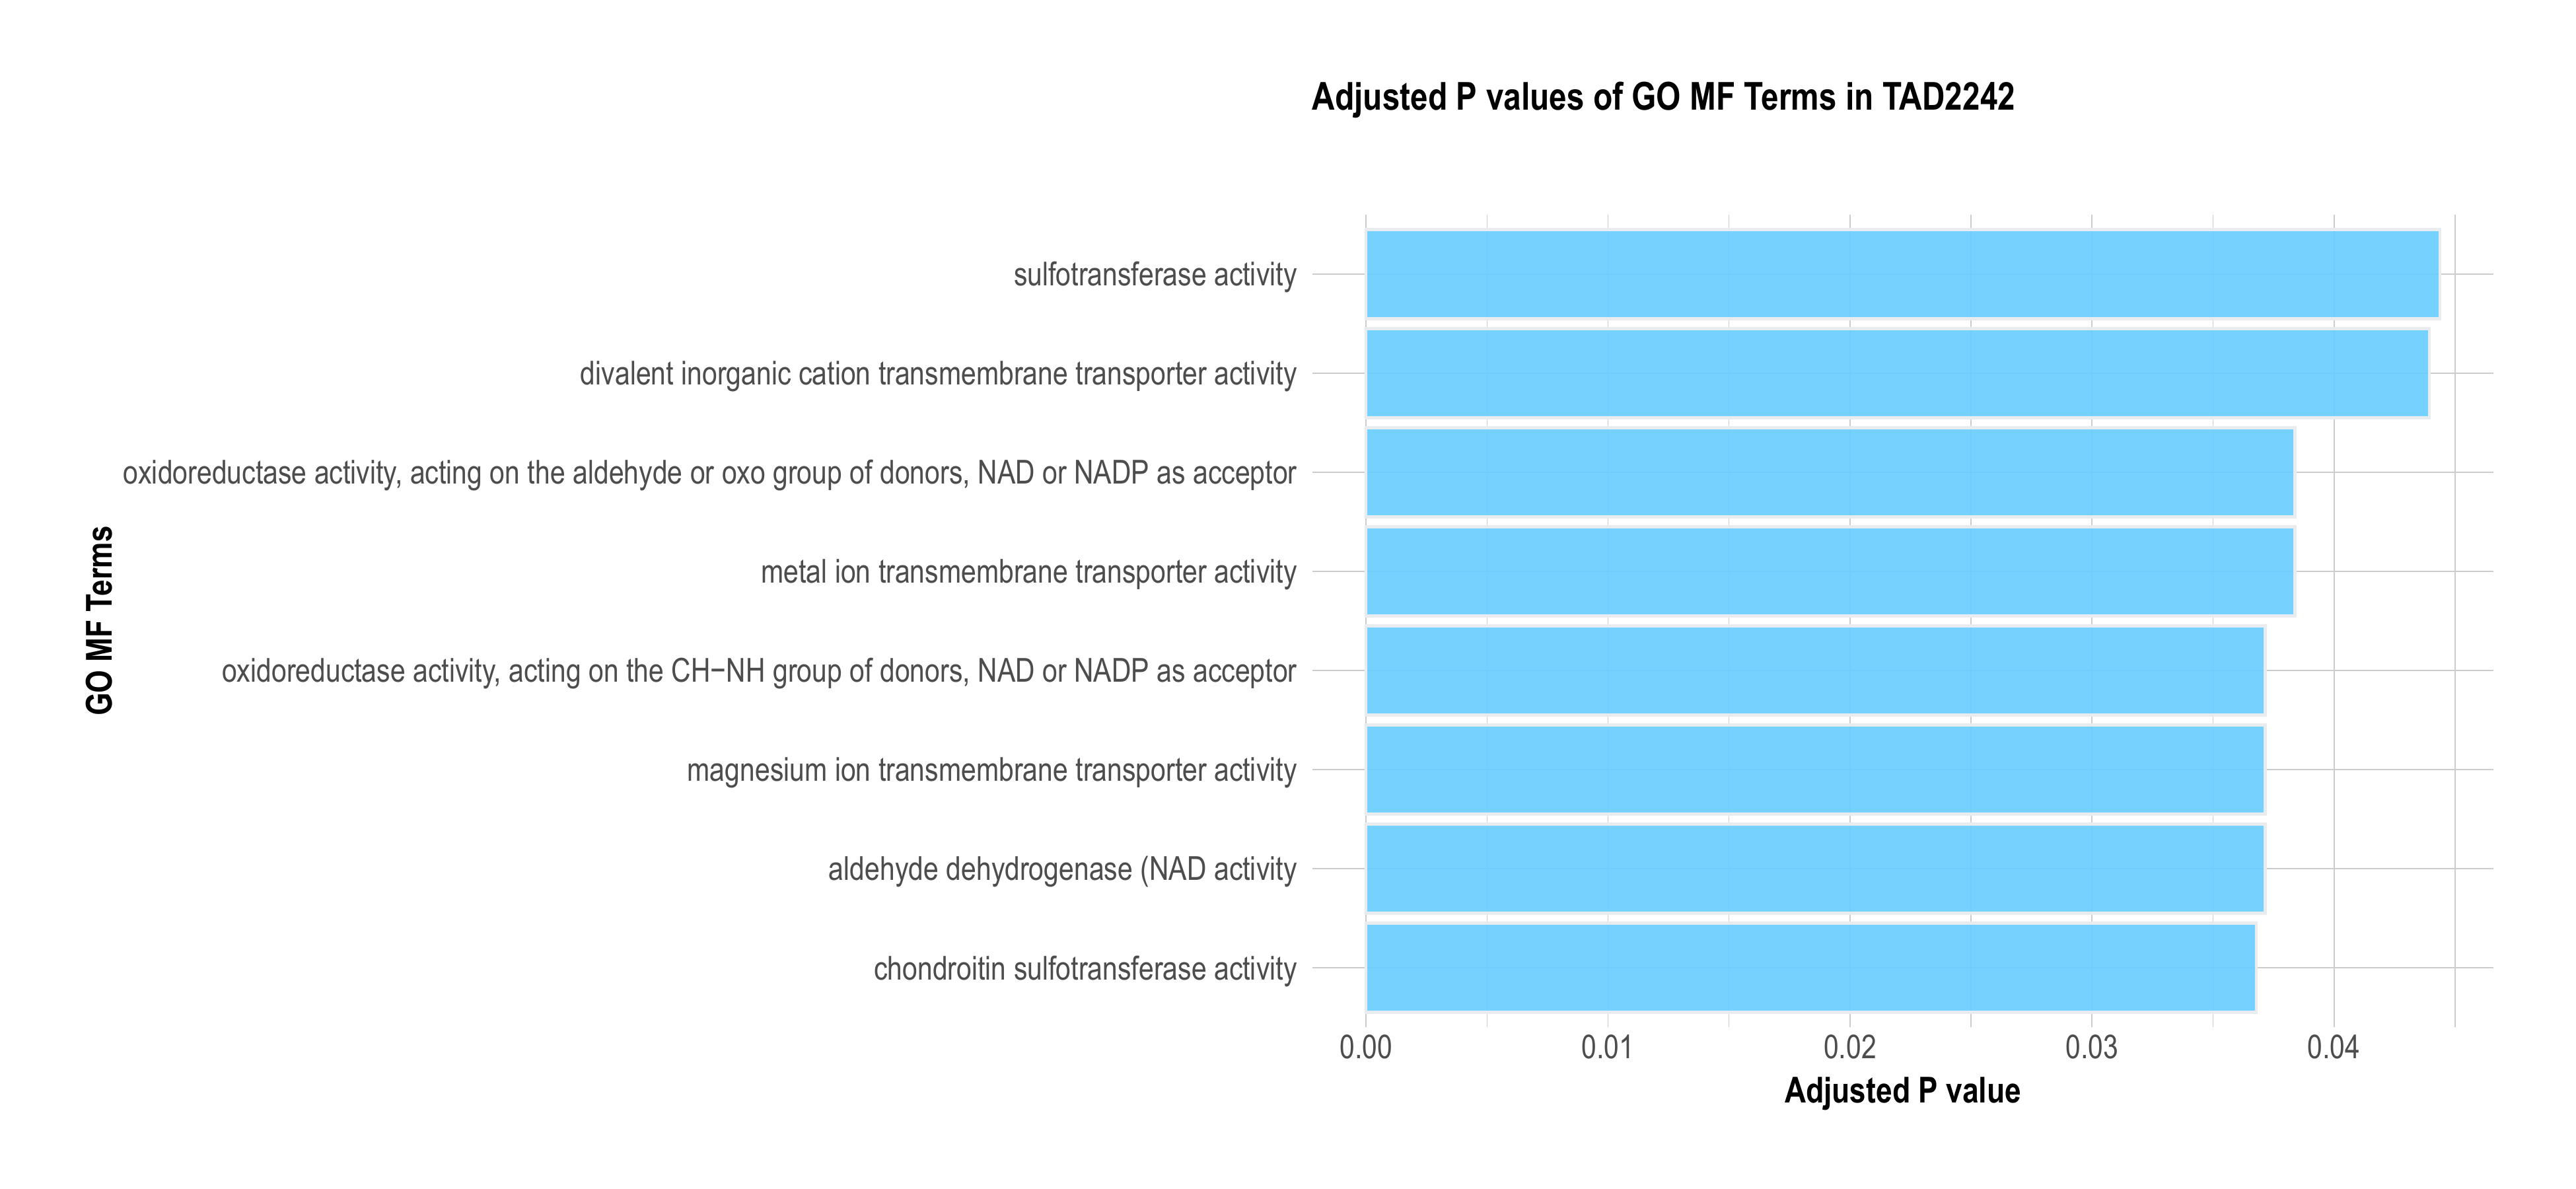 Adjusted P values of GO MF Terms in TAD2242
GO MF Terms
sulfotransferase activity
divalent inorganic cation transmembrane transporter activity
oxidoreductase activity, acting on the aldehyde or oxo group of donors, NAD or NADP as acceptor
metal ion transmembrane transporter activity
oxidoreductase activity, acting on the CH−NH group of donors, NAD or NADP as acceptor
magnesium ion transmembrane transporter activity
aldehyde dehydrogenase (NAD activity
chondroitin sulfotransferase activity
0.00 0.01 0.02 0.03 0.04
Adjusted P value